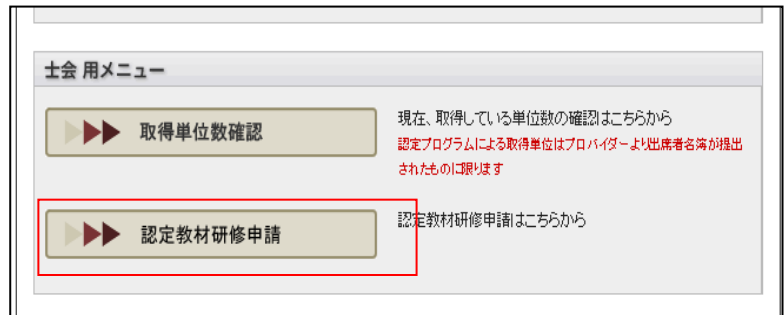 士会 用メニュー
取得単位数確認
現在、取得している単位数の確認はこちらから
認定プログラムによる取得単位はプロバイダーより出席者名簿が提出
されたものに限ります
認定教材研修申請
認定教材研修申請はこちらから